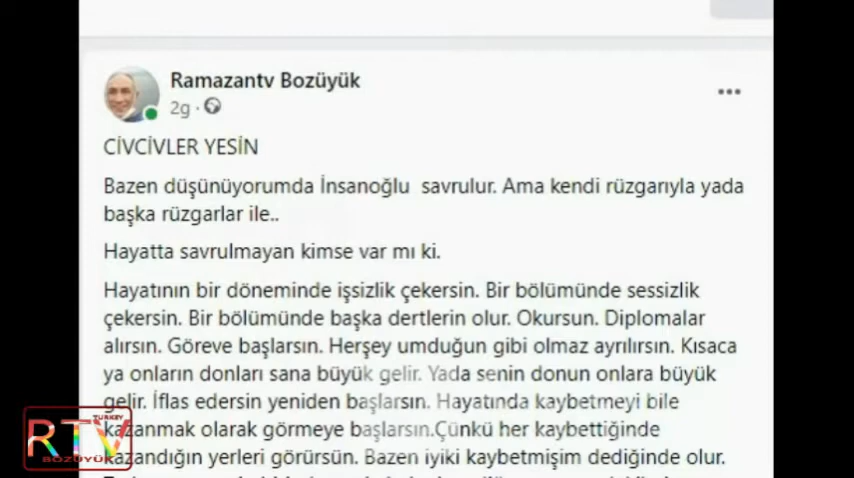 Ramazantv Bozüyük
2g ·
CİVCİVLER YESİN
Bazen düşünüyorumda İnsanoğlu savrulur. Ama kendi rüzgarıyla yada
başka rüzgarlar ile..
Hayatta savrulmayan kimse var mı ki.
Hayatının bir döneminde işsizlik çekersin. Bir bölümünde sessizlik
çekersin. Bir bölümünde başka dertlerin olur. Okursun. Diplomalar
alırsın. Göreve başlarsın. Herşey umduğun gibi olmaz ayrılırsın. Kısaca
ya onların donları sana büyük gelir. Yada senin donun onlara büyük
gelir. İflas edersin yeniden başlarsın. Hayatında kaybetmeyi bile
kazanmak olarak görmeye başlarsın.Çünkü her kaybettiğinde
kazandığın yerleri görürsün. Bazen iyiki kaybetmişim dediğinde olur.
TURKEY
RTV
BOZÜYÜK